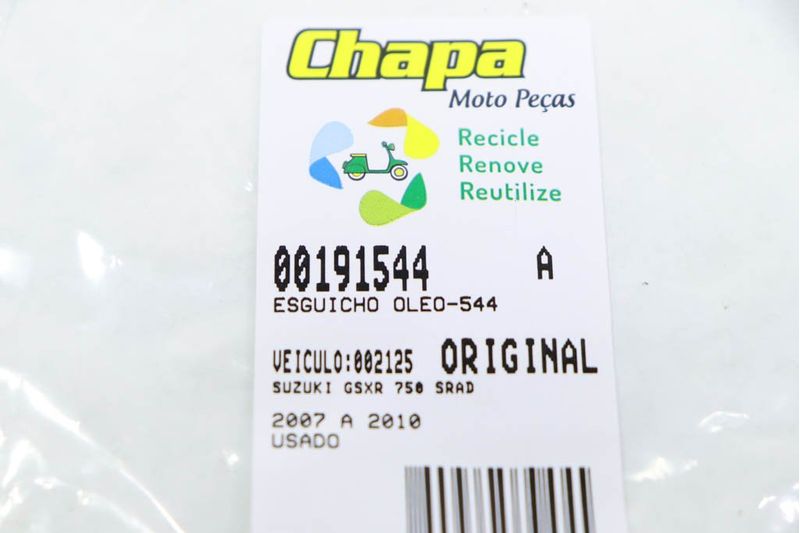 Chapa
Moto Peças
Recicle
Renove
Reutilize
00191544 A
ESGUICHO OLEO-544
VEICULO:002125 ORIGINAL
SUZUKI GSXR 750 SRAD
2007 A 2010
USADO